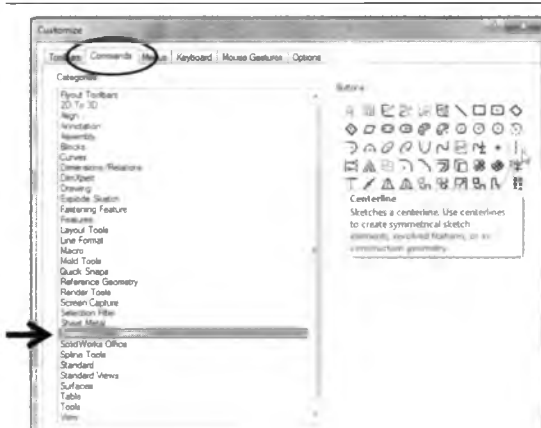 Customize
Commands
Keyboard
Mouse Gestures
Options
Categories
Buttons
Flyout Toolbars
2D To 3D
Align
Annotation
Assembly
Blocks
Curves
Dimensions/Relations
DimXpert
Drawing
Explode Sketch
Fastening Feature
Features
Layout Tools
Line Format
Macro
Mold Tools
Quick Snaps
Reference Geometry
Render Tools
Screen Capture
Selection Filter
Sheet Metal
SolidWorks Office
Spline Tools
Standard
Standard Views
Surfaces
Table
Tools
View
Centerline
Sketches a centerline. Use centerlines
to create symmetrical sketch
elements, revolved features, or as
construction geometry.